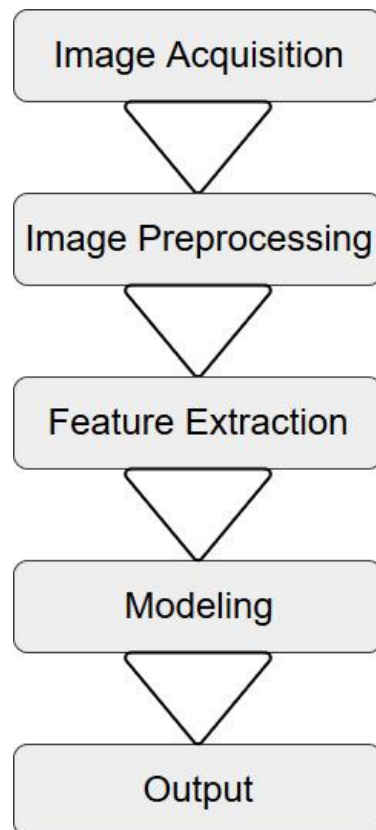 Image Acquisition
Image Preprocessing
Feature Extraction
Modeling
Output